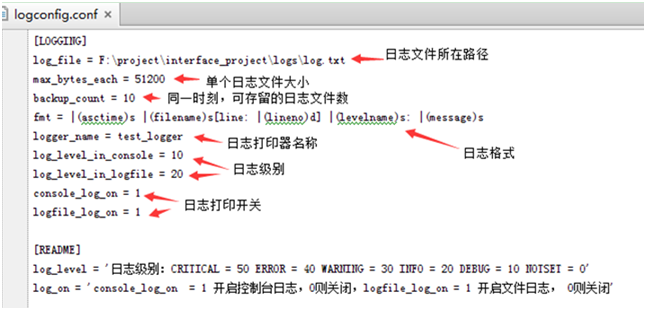 logconfig.conf ×
[LOGGING]
log_file = F:\project\interface_project\logs\log.txt 日志文件所在路径
max_bytes_each = 51200 单个日志文件大小
backup_count = 10 同一时刻，可存留的日志文件数
fmt = |(asctime)s |(filename)s[line: |(lineno)d] |(levelname)s: |(message)s
日志格式
logger_name = test_logger 日志打印器名称
log_level_in_console = 10
日志级别
log_level_in_logfile = 20
console_log_on = 1
日志打印开关
logfile_log_on = 1
[README]
log_level = '日志级别：CRITICAL = 50 ERROR = 40 WARNING = 30 INFO = 20 DEBUG = 10 NOTSET = 0'
log_on = 'console_log_on  = 1 开启控制台日志，0则关闭，logfile_log_on = 1 开启文件日志， 0则关闭'